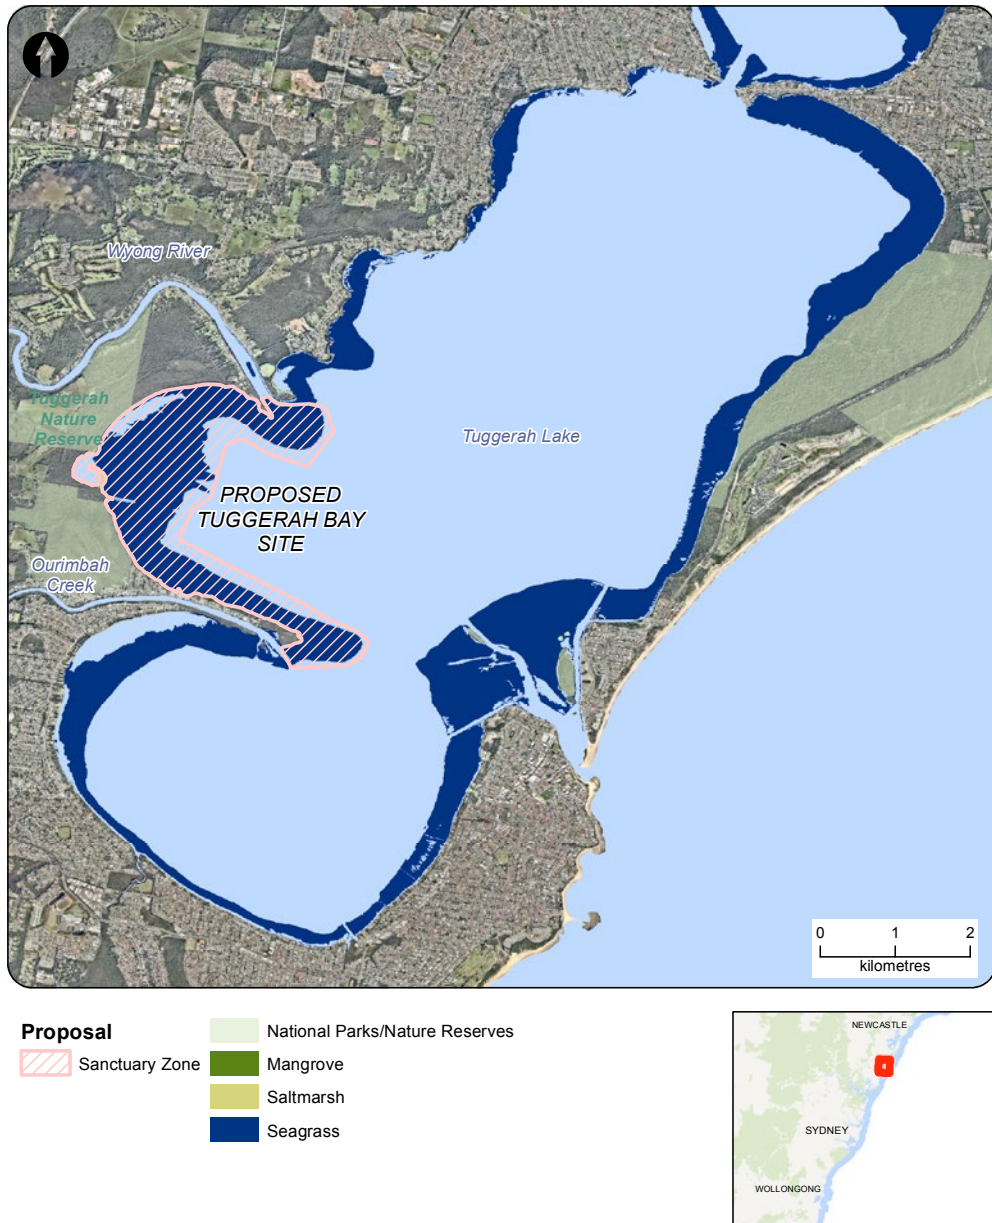 Wyong River
Tuggerah
Nature
Reserve
Tuggerah Lake
PROPOSED
TUGGERAH BAY
SITE
Ourimbah
Creek
0 1 2
kilometres
Proposal
Sanctuary Zone
National Parks/Nature Reserves
Mangrove
Saltmarsh
Seagrass
NEWCASTLE
SYDNEY
WOLLONGONG